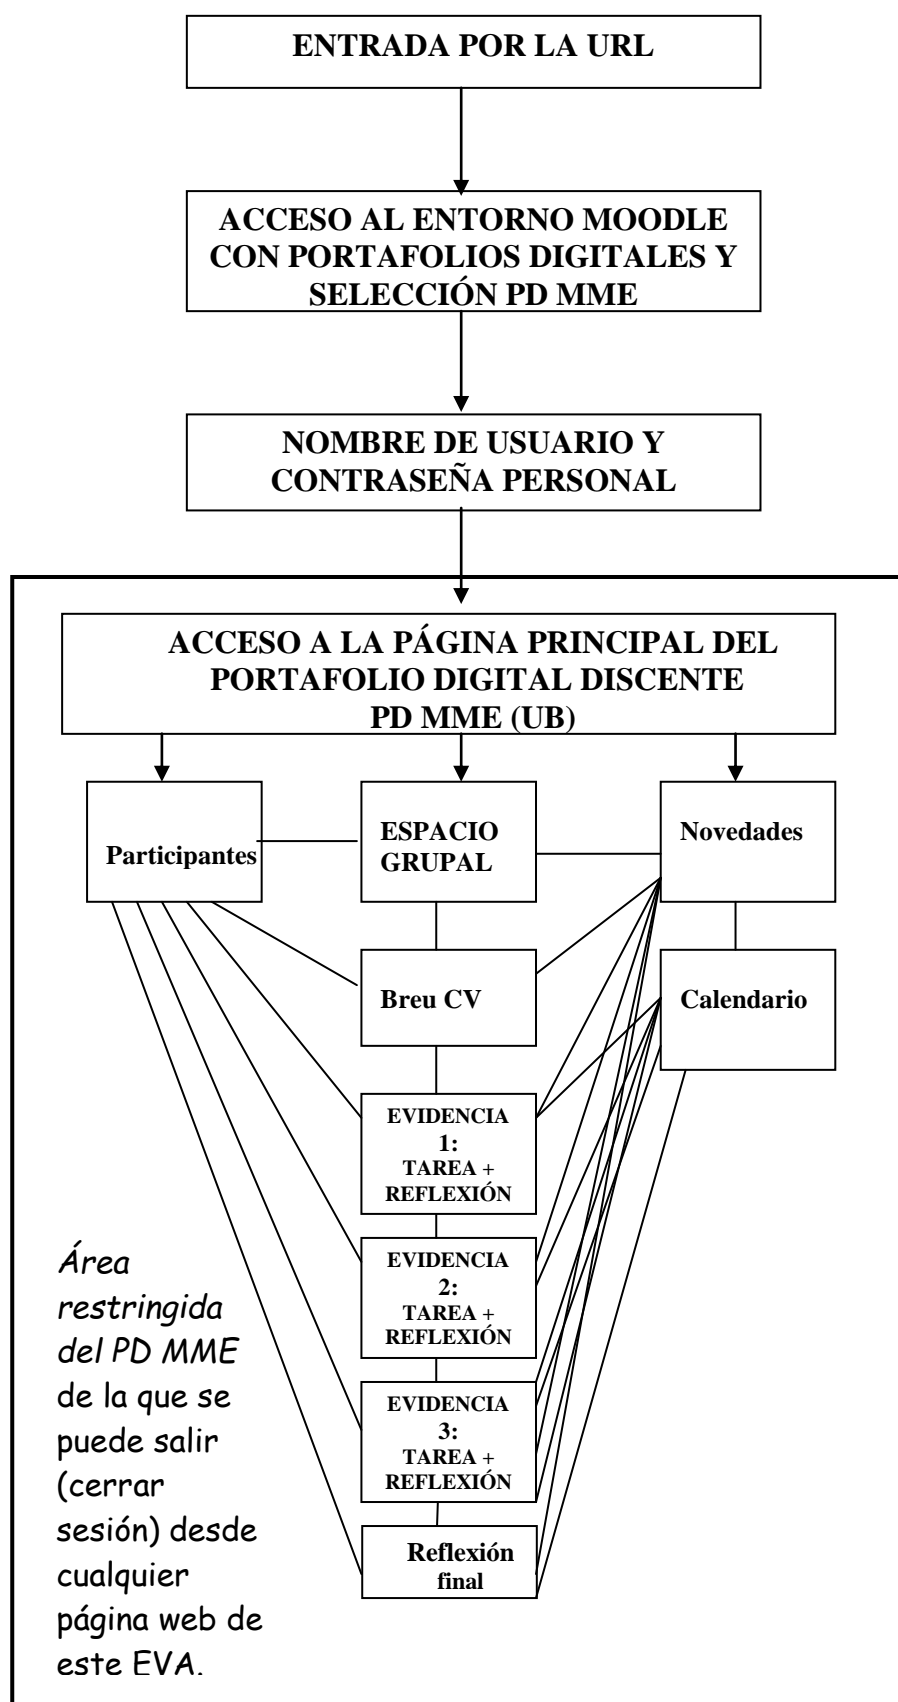 ENTRADA POR LA URL
ACCESO AL ENTORNO MOODLE
CON PORTAFOLIOS DIGITALES Y
SELECCIÓN PD MME
NOMBRE DE USUARIO Y
CONTRASEÑA PERSONAL
ACCESO A LA PÁGINA PRINCIPAL DEL
PORTAFOLIO DIGITAL DISCENTE
PD MME (UB)
Participantes
ESPACIO
GRUPAL
Novedades
Breu CV
Calendario
EVIDENCIA
1:
TAREA +
REFLEXIÓN
EVIDENCIA
2:
TAREA +
REFLEXIÓN
EVIDENCIA
3:
TAREA +
REFLEXIÓN
Reflexión
final
Área
restringida
del PD MME
de la que se
puede salir
(cerrar
sesión) desde
cualquier
página web de
este EVA.